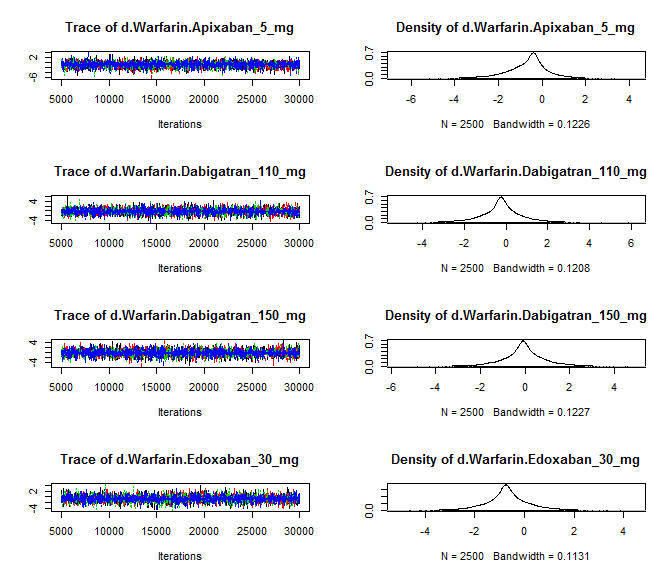 Trace of d.Warfarin.Apixaban_5_mg
Density of d.Warfarin.Apixaban_5_mg
-6 2
0.0 0.7
5000 10000 15000 20000 25000 30000
-6 -4 -2 0 2 4
Iterations
N = 2500 Bandwidth = 0.1226
Trace of d.Warfarin.Dabigatran_110_mg
Density of d.Warfarin.Dabigatran_110_mg
-4 4
0.0 0.7
5000 10000 15000 20000 25000 30000
-4 -2 0 2 4 6
Iterations
N = 2500 Bandwidth = 0.1208
Trace of d.Warfarin.Dabigatran_150_mg
Density of d.Warfarin.Dabigatran_150_mg
-4 4
0.0 0.7
5000 10000 15000 20000 25000 30000
-6 -4 -2 0 2 4
Iterations
N = 2500 Bandwidth = 0.1227
Trace of d.Warfarin.Edoxaban_30_mg
Density of d.Warfarin.Edoxaban_30_mg
-4 2
0.0
5000 10000 15000 20000 25000 30000
-4 -2 0 2 4
Iterations
N = 2500 Bandwidth = 0.1131